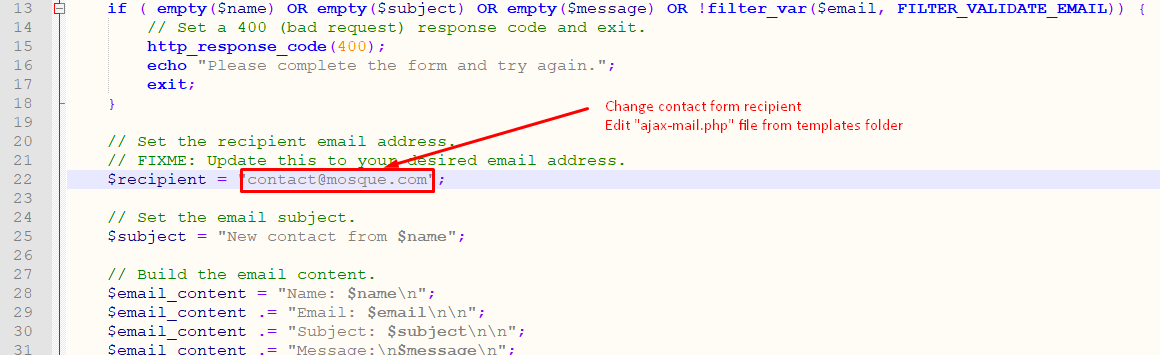 13 if ( empty($name) OR empty($subject) OR empty($message) OR !filter_var($email, FILTER_VALIDATE_EMAIL)) {
14 // Set a 400 (bad request) response code and exit.
15 http_response_code(400);
16 echo "Please complete the form and try again.";
17 exit;
18 }
Change contact form recipient
19
Edit "ajax-mail.php" file from templates folder
20 // Set the recipient email address.
21 // FIXME: Update this to your desired email address.
22 $recipient = "contact@mosque.com";
23
24 // Set the email subject.
25 $subject = "New contact from $name";
26
27 // Build the email content.
28 $email_content = "Name: $name\n";
29 $email_content .= "Email: $email\n\n";
30 $email_content .= "Subject: $subject\n\n";
31 $email_content .= "Message:\n$message\n";